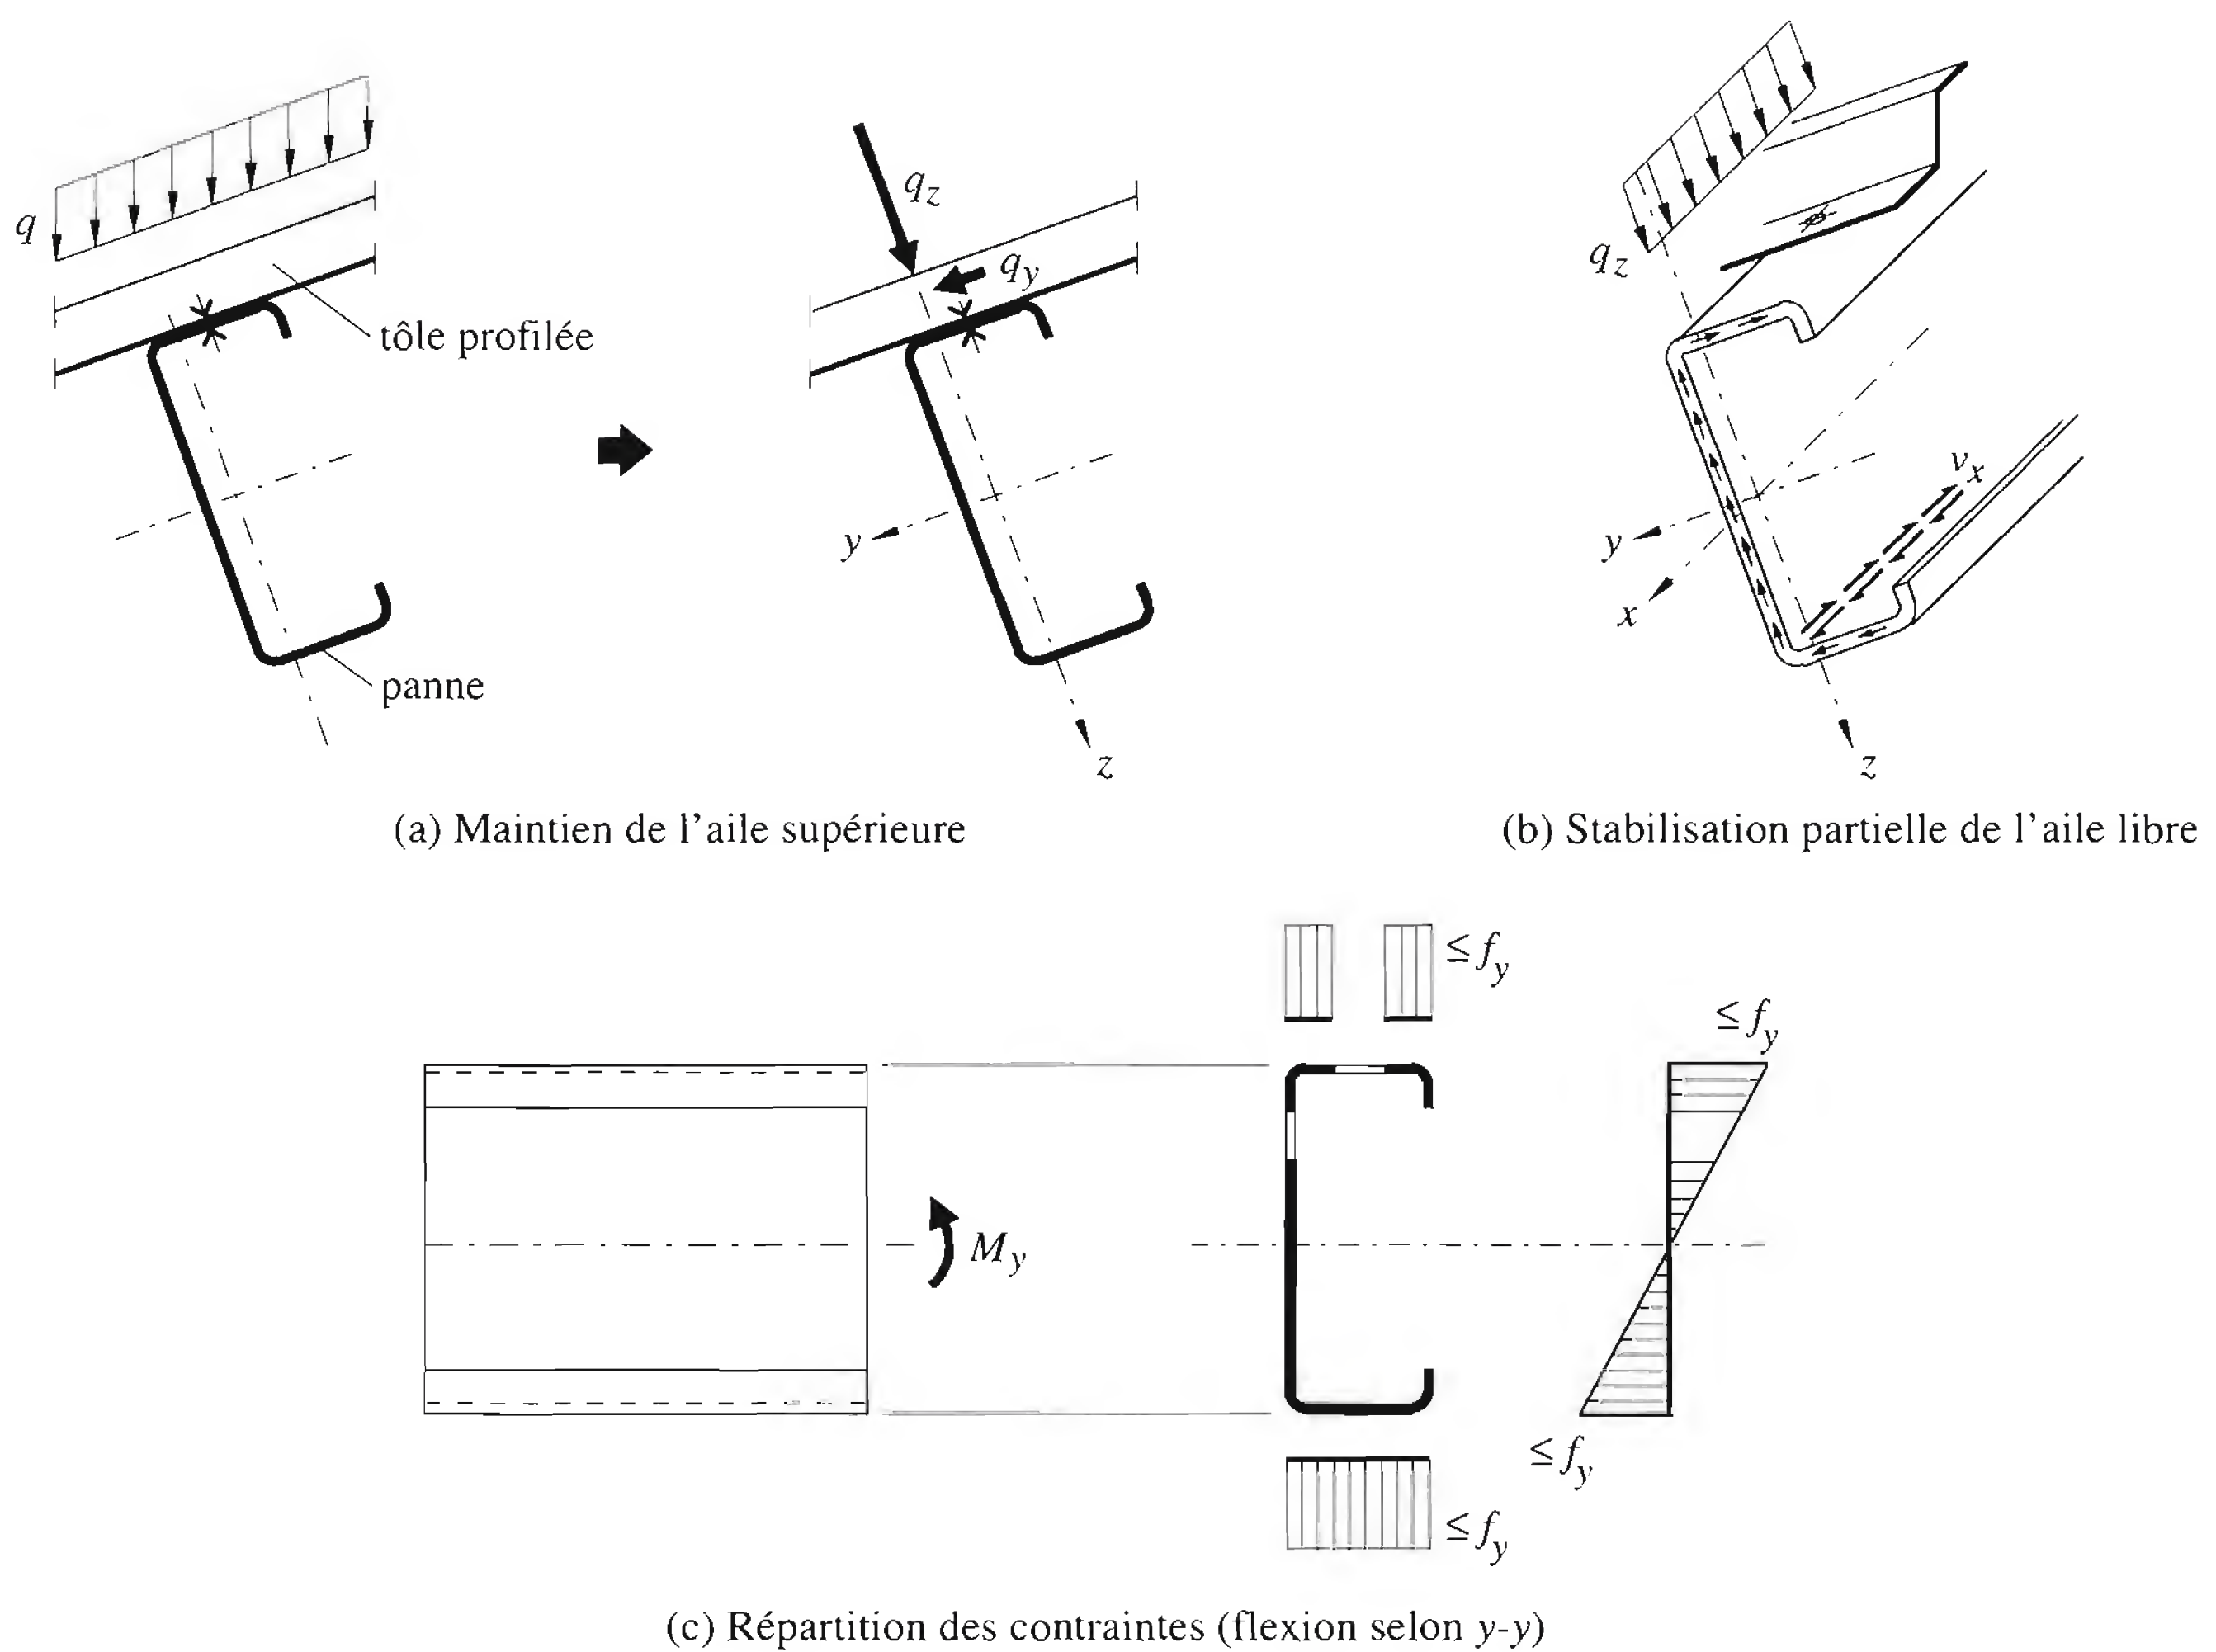 q
tôle profilée
panne
q_z
q_y
y
z
(a) Maintien de l'aile supérieure
q_z
v_x
y
x
z
(b) Stabilisation partielle de l'aile libre
≤ f_y
≤ f_y
M_y
≤ f_y
≤ f_y
(c) Répartition des contraintes (flexion selon y-y)